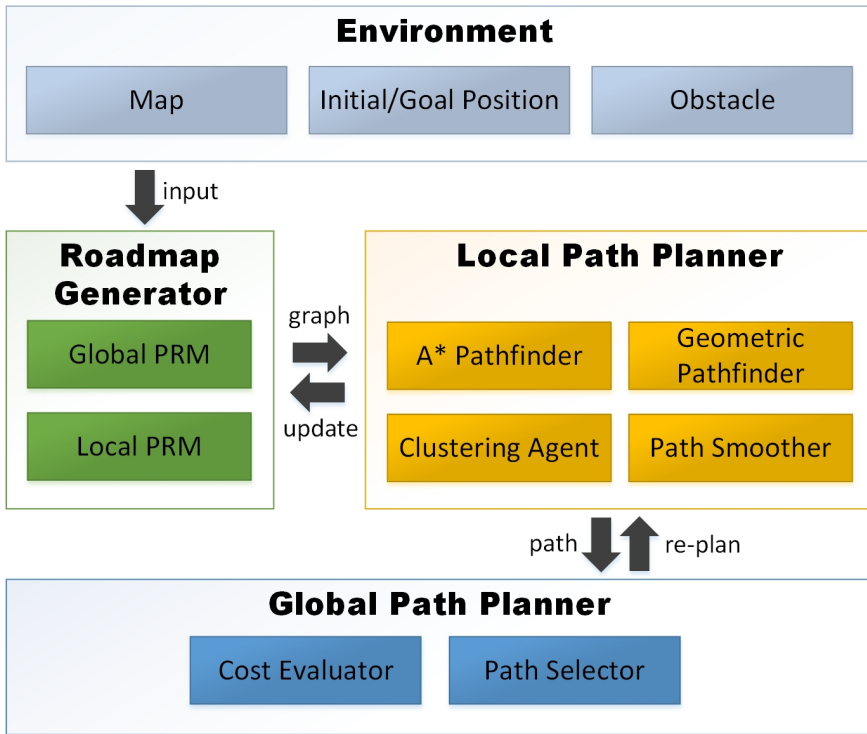 Environment
Map
Initial/Goal Position
Obstacle
input
Roadmap
Generator
Global PRM
Local PRM
graph
update
Local Path Planner
A* Pathfinder
Geometric
Pathfinder
Clustering Agent
Path Smoother
path
re-plan
Global Path Planner
Cost Evaluator
Path Selector